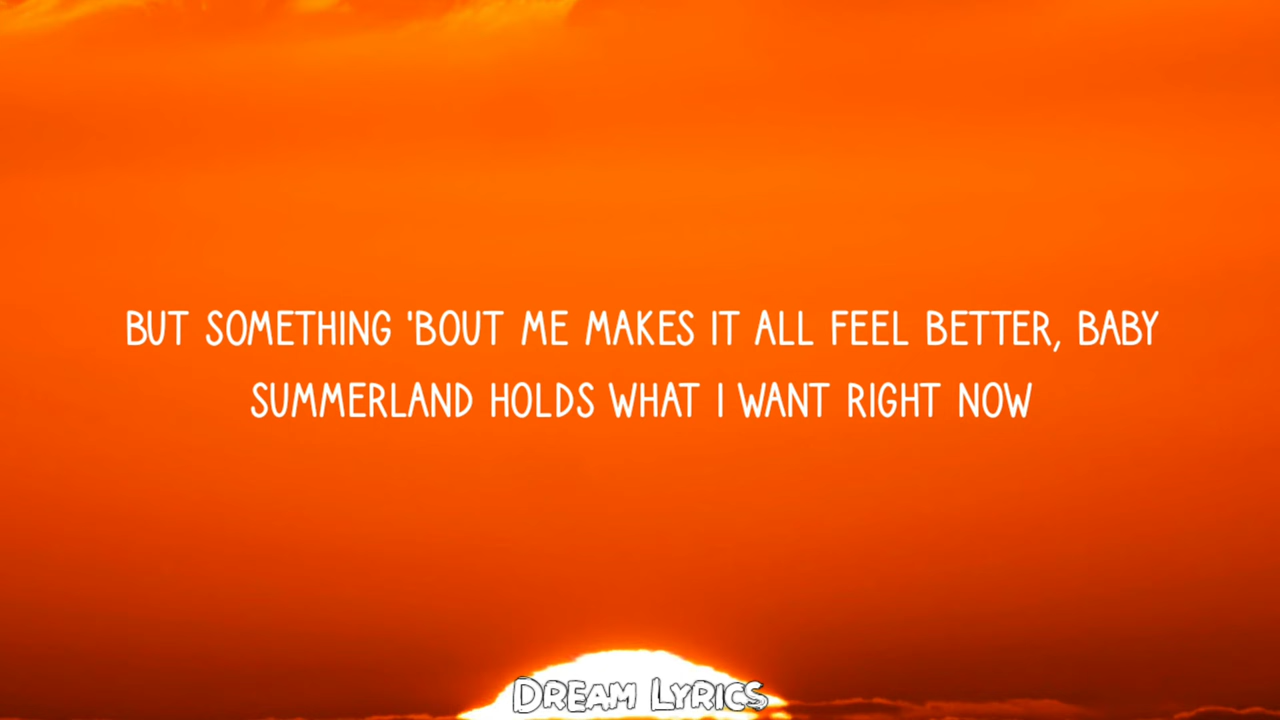 BUT SOMETHING 'BOUT ME MAKES IT ALL FEEL BETTER, BABY
SUMMERLAND HOLDS WHAT I WANT RIGHT NOW
DREAM LYRICS